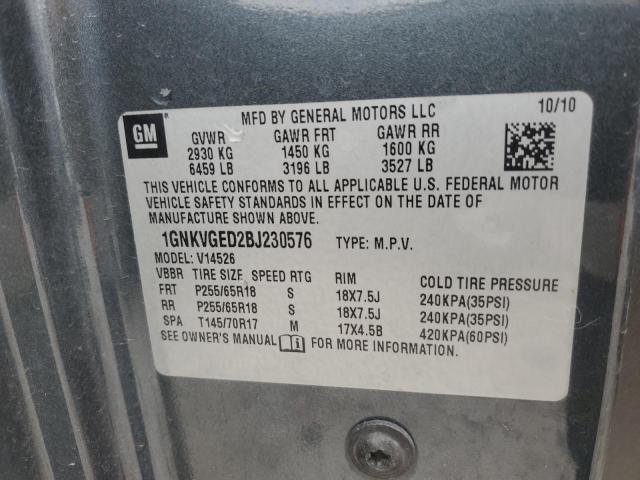 MFD BY GENERAL MOTORS LLC 10/10
GM
GVWR GAWR FRT GAWR RR
2930 KG 1450 KG 1600 KG
6459 LB 3196 LB 3527 LB
THIS VEHICLE CONFORMS TO ALL APPLICABLE U.S. FEDERAL MOTOR
VEHICLE SAFETY STANDARDS IN EFFECT ON THE DATE OF
MANUFACTURE SHOWN ABOVE.
1GNKVGED2BJ230576 TYPE: M.P.V.
MODEL: V14526
VBBR TIRE SIZE SPEED RTG RIM COLD TIRE PRESSURE
FRT P255/65R18 S 18X7.5J 240KPA(35PSI)
RR P255/65R18 S 18X7.5J 240KPA(35PSI)
SPA T145/70R17 M 17X4.5B 420KPA(60PSI)
SEE OWNER'S MANUAL FOR MORE INFORMATION.